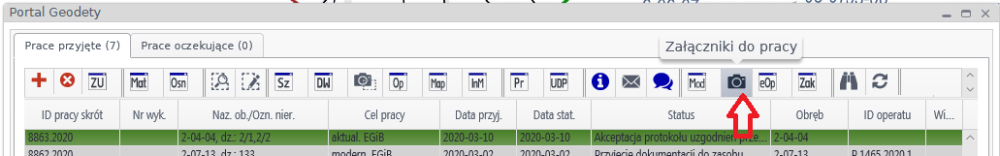 Portal Geodety
Prace przyjęte (7) Prace oczekujące (0)
Załączniki do pracy
ZU Mat Osn Sz DW Op Map InM Pr UDP Mod eOp Zak
ID pracy skrót Nr wyk. Naz. ob./Ozn. nier. Cel pracy Data przyj. Data stat. Status Obręb ID operatu Wi...
8863.2020 2-04-04, dz.: 2/1,2/2 aktual. EGiB 2020-03-10 2020-03-10 Akceptacja protokołu uzgodnień prze... 2-04-04
8862.2020 2-07-13, dz.: 133 modern. EGiB 2020-03-02 2020-03-10 Przyjęcie dokumentacji do zasobu 2-07-13 P.1465.2020.1